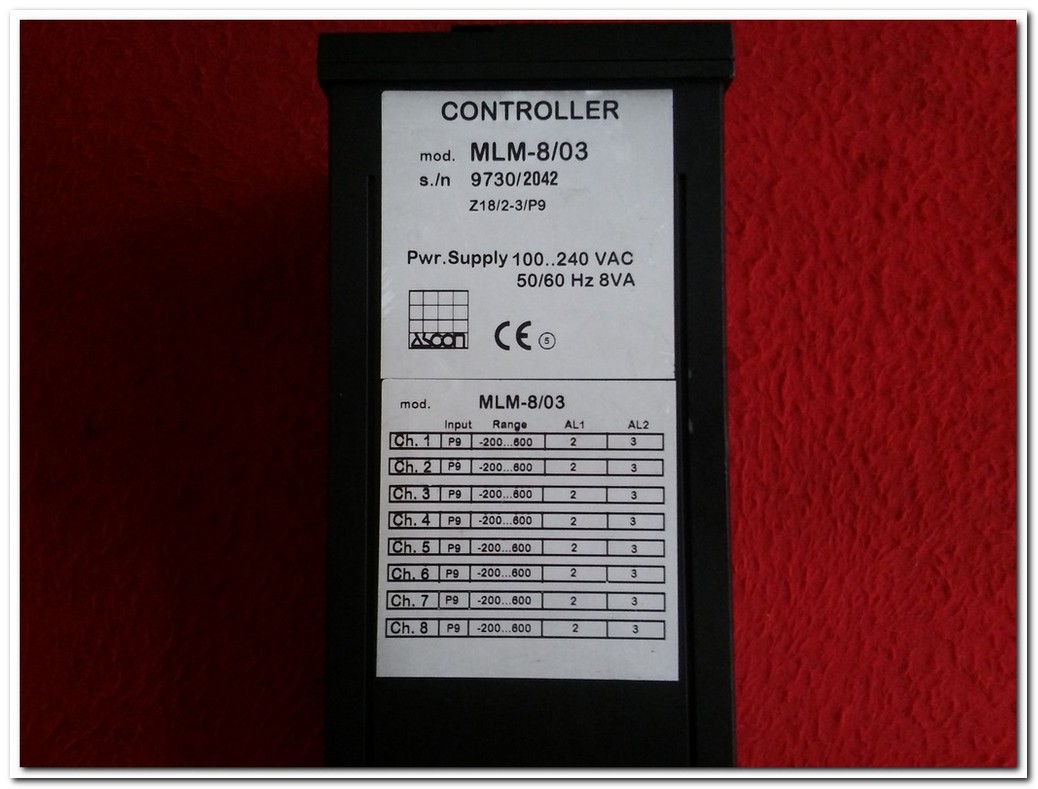 CONTROLLER
mod. MLM-8/03
s./n 9730/2042
Z18/2-3/P9
Pwr.Supply 100..240 VAC
50/60 Hz 8VA
ASCON CE 5
mod. MLM-8/03
Input Range AL1 AL2
Ch. 1 P9 -200...600 2 3
Ch. 2 P9 -200...600 2 3
Ch. 3 P9 -200...600 2 3
Ch. 4 P9 -200...600 2 3
Ch. 5 P9 -200...600 2 3
Ch. 6 P9 -200...600 2 3
Ch. 7 P9 -200...600 2 3
Ch. 8 P9 -200...600 2 3